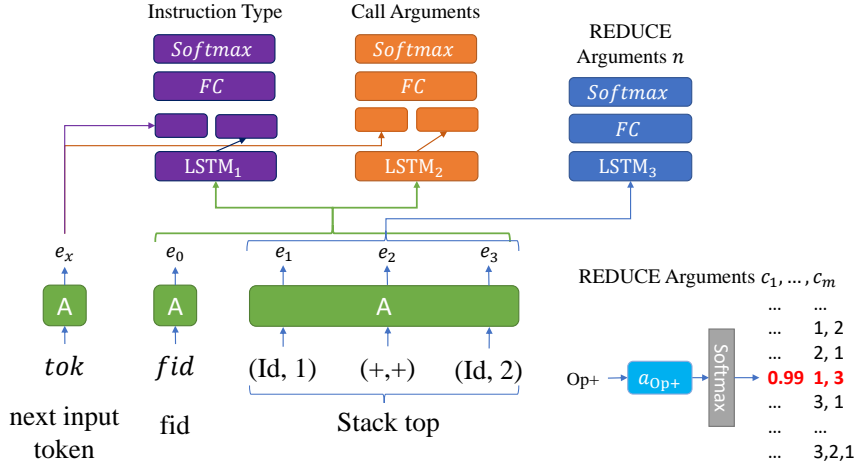 Instruction Type
Call Arguments
REDUCE
Arguments n
Softmax
Softmax
Softmax
FC
FC
FC
LSTM₁
LSTM₂
LSTM₃
eₓ
e₀
e₁
e₂
e₃
A
A
A
tok
fid
(Id, 1)
(+,+)
(Id, 2)
next input
token
fid
Stack top
REDUCE Arguments c₁, … , cₘ
Op+
a_Op+
Softmax
... ...
... 1, 2
... 2, 1
0.99 1, 3
... 3, 1
... ...
... 3,2,1